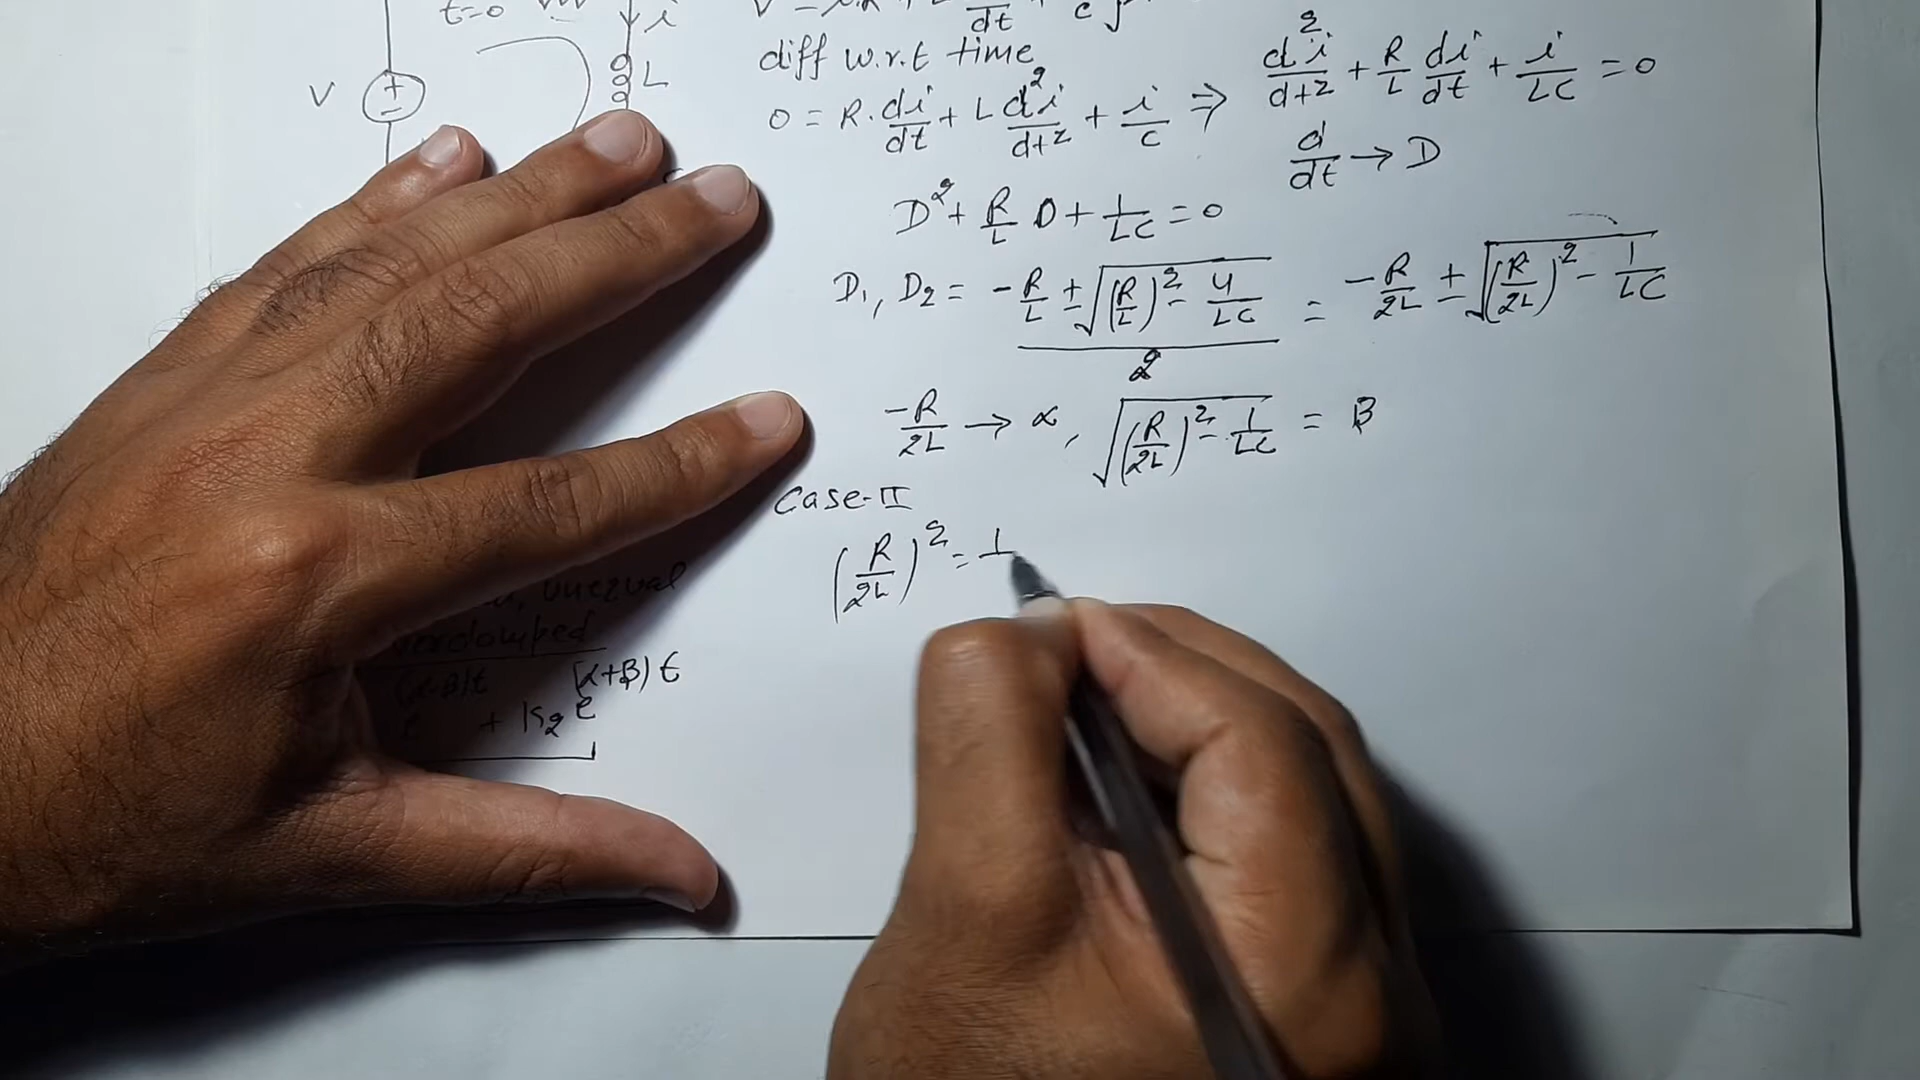 t=0
i
L
V
+
−
diff w.r.t time
0 = R. di/dt + L d²i/dt² + i/C ⇒ d²i/dt² + R/L di/dt + i/LC = 0
d/dt → D
D² + R/L D + 1/LC = 0
D1, D2 = (-R/L ± √((R/L)² - 4/LC))/2 = -R/2L ± √((R/2L)² - 1/LC)
-R/2L → α, √((R/2L)² - 1/LC) = β
Case-II
(R/2L)² = 1
unequal
(α+β)t
+ K2 e